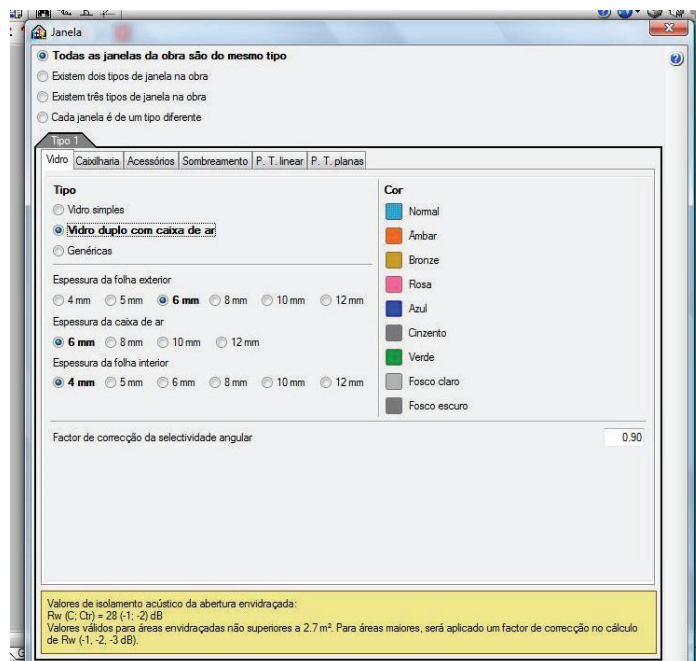 Janela
Todas as janelas da obra são do mesmo tipo
Existem dois tipos de janela na obra
Existem três tipos de janela na obra
Cada janela é de um tipo diferente
Tipo 1
Vidro Caixilharia Acessórios Sombreamento P. T. linear P. T. planas
Tipo
Vidro simples
Vidro duplo com caixa de ar
Genéricas
Espessura da folha exterior
4 mm 5 mm 6 mm 8 mm 10 mm 12 mm
Espessura da caixa de ar
6 mm 8 mm 10 mm 12 mm
Espessura da folha interior
4 mm 5 mm 6 mm 8 mm 10 mm 12 mm
Cor
Normal
Âmbar
Bronze
Rosa
Azul
Cinzento
Verde
Fosco claro
Fosco escuro
Factor de correcção da selectividade angular 0.90
Valores de isolamento acústico da abertura envidraçada:
Rw (C; Ctr) = 28 (-1; -2) dB
Valores válidos para áreas envidraçadas não superiores a 2.7 m². Para áreas maiores, será aplicado um factor de correcção no cálculo
de Rw (-1, -2, -3 dB).